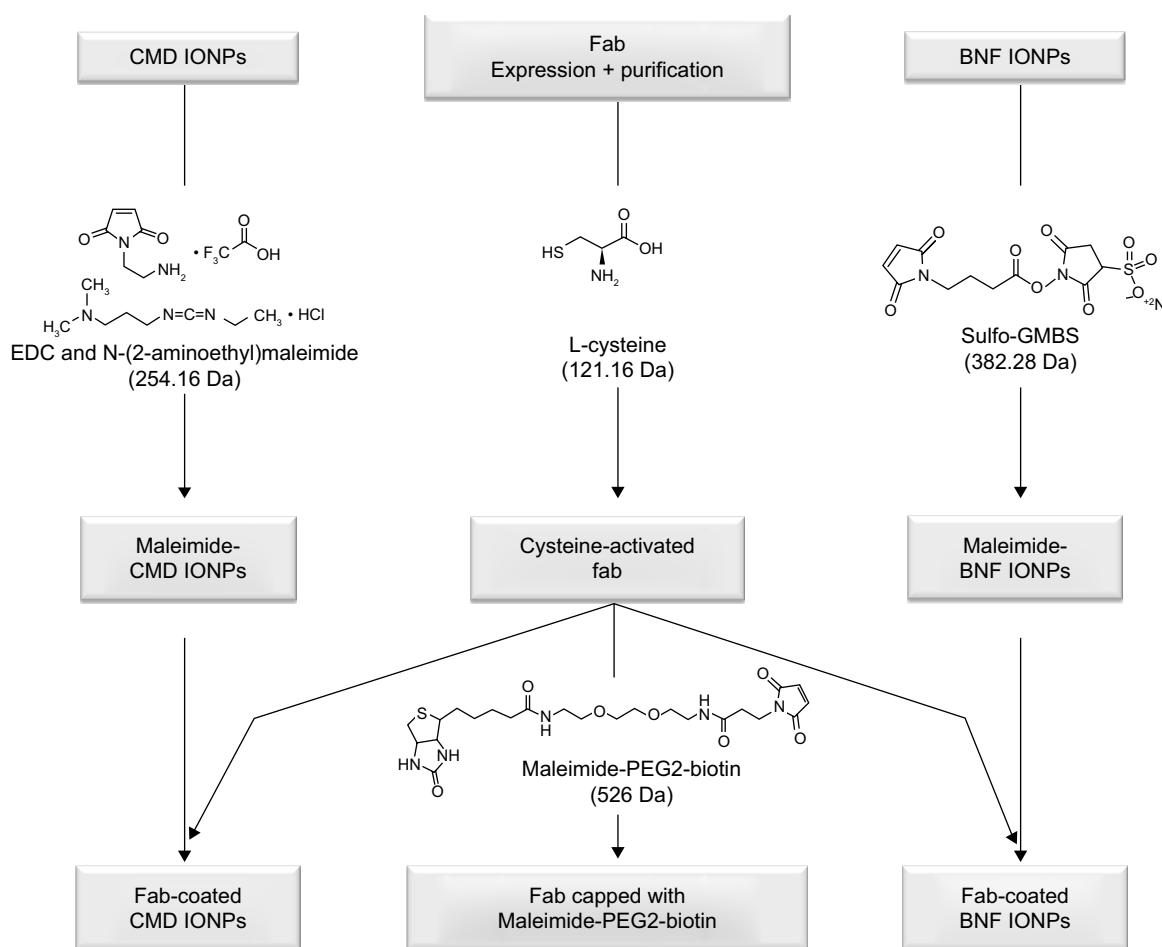 CMD IONPs
Fab
Expression + purification
BNF IONPs
O
O
N
NH2
• F3C
O
OH
CH3
H3C
N
N=C=N
CH3 • HCl
EDC and N-(2-aminoethyl)maleimide
(254.16 Da)
HS
O
OH
NH2
L-cysteine
(121.16 Da)
O
N
O
O
O
O
N
O
O
S
O
O- +2N
Sulfo-GMBS
(382.28 Da)
Maleimide-
CMD IONPs
Cysteine-activated
fab
Maleimide-
BNF IONPs
S
HN
NH
O
O
N
H
O
O
H
N
O
O
N
O
Maleimide-PEG2-biotin
(526 Da)
Fab-coated
CMD IONPs
Fab capped with
Maleimide-PEG2-biotin
Fab-coated
BNF IONPs